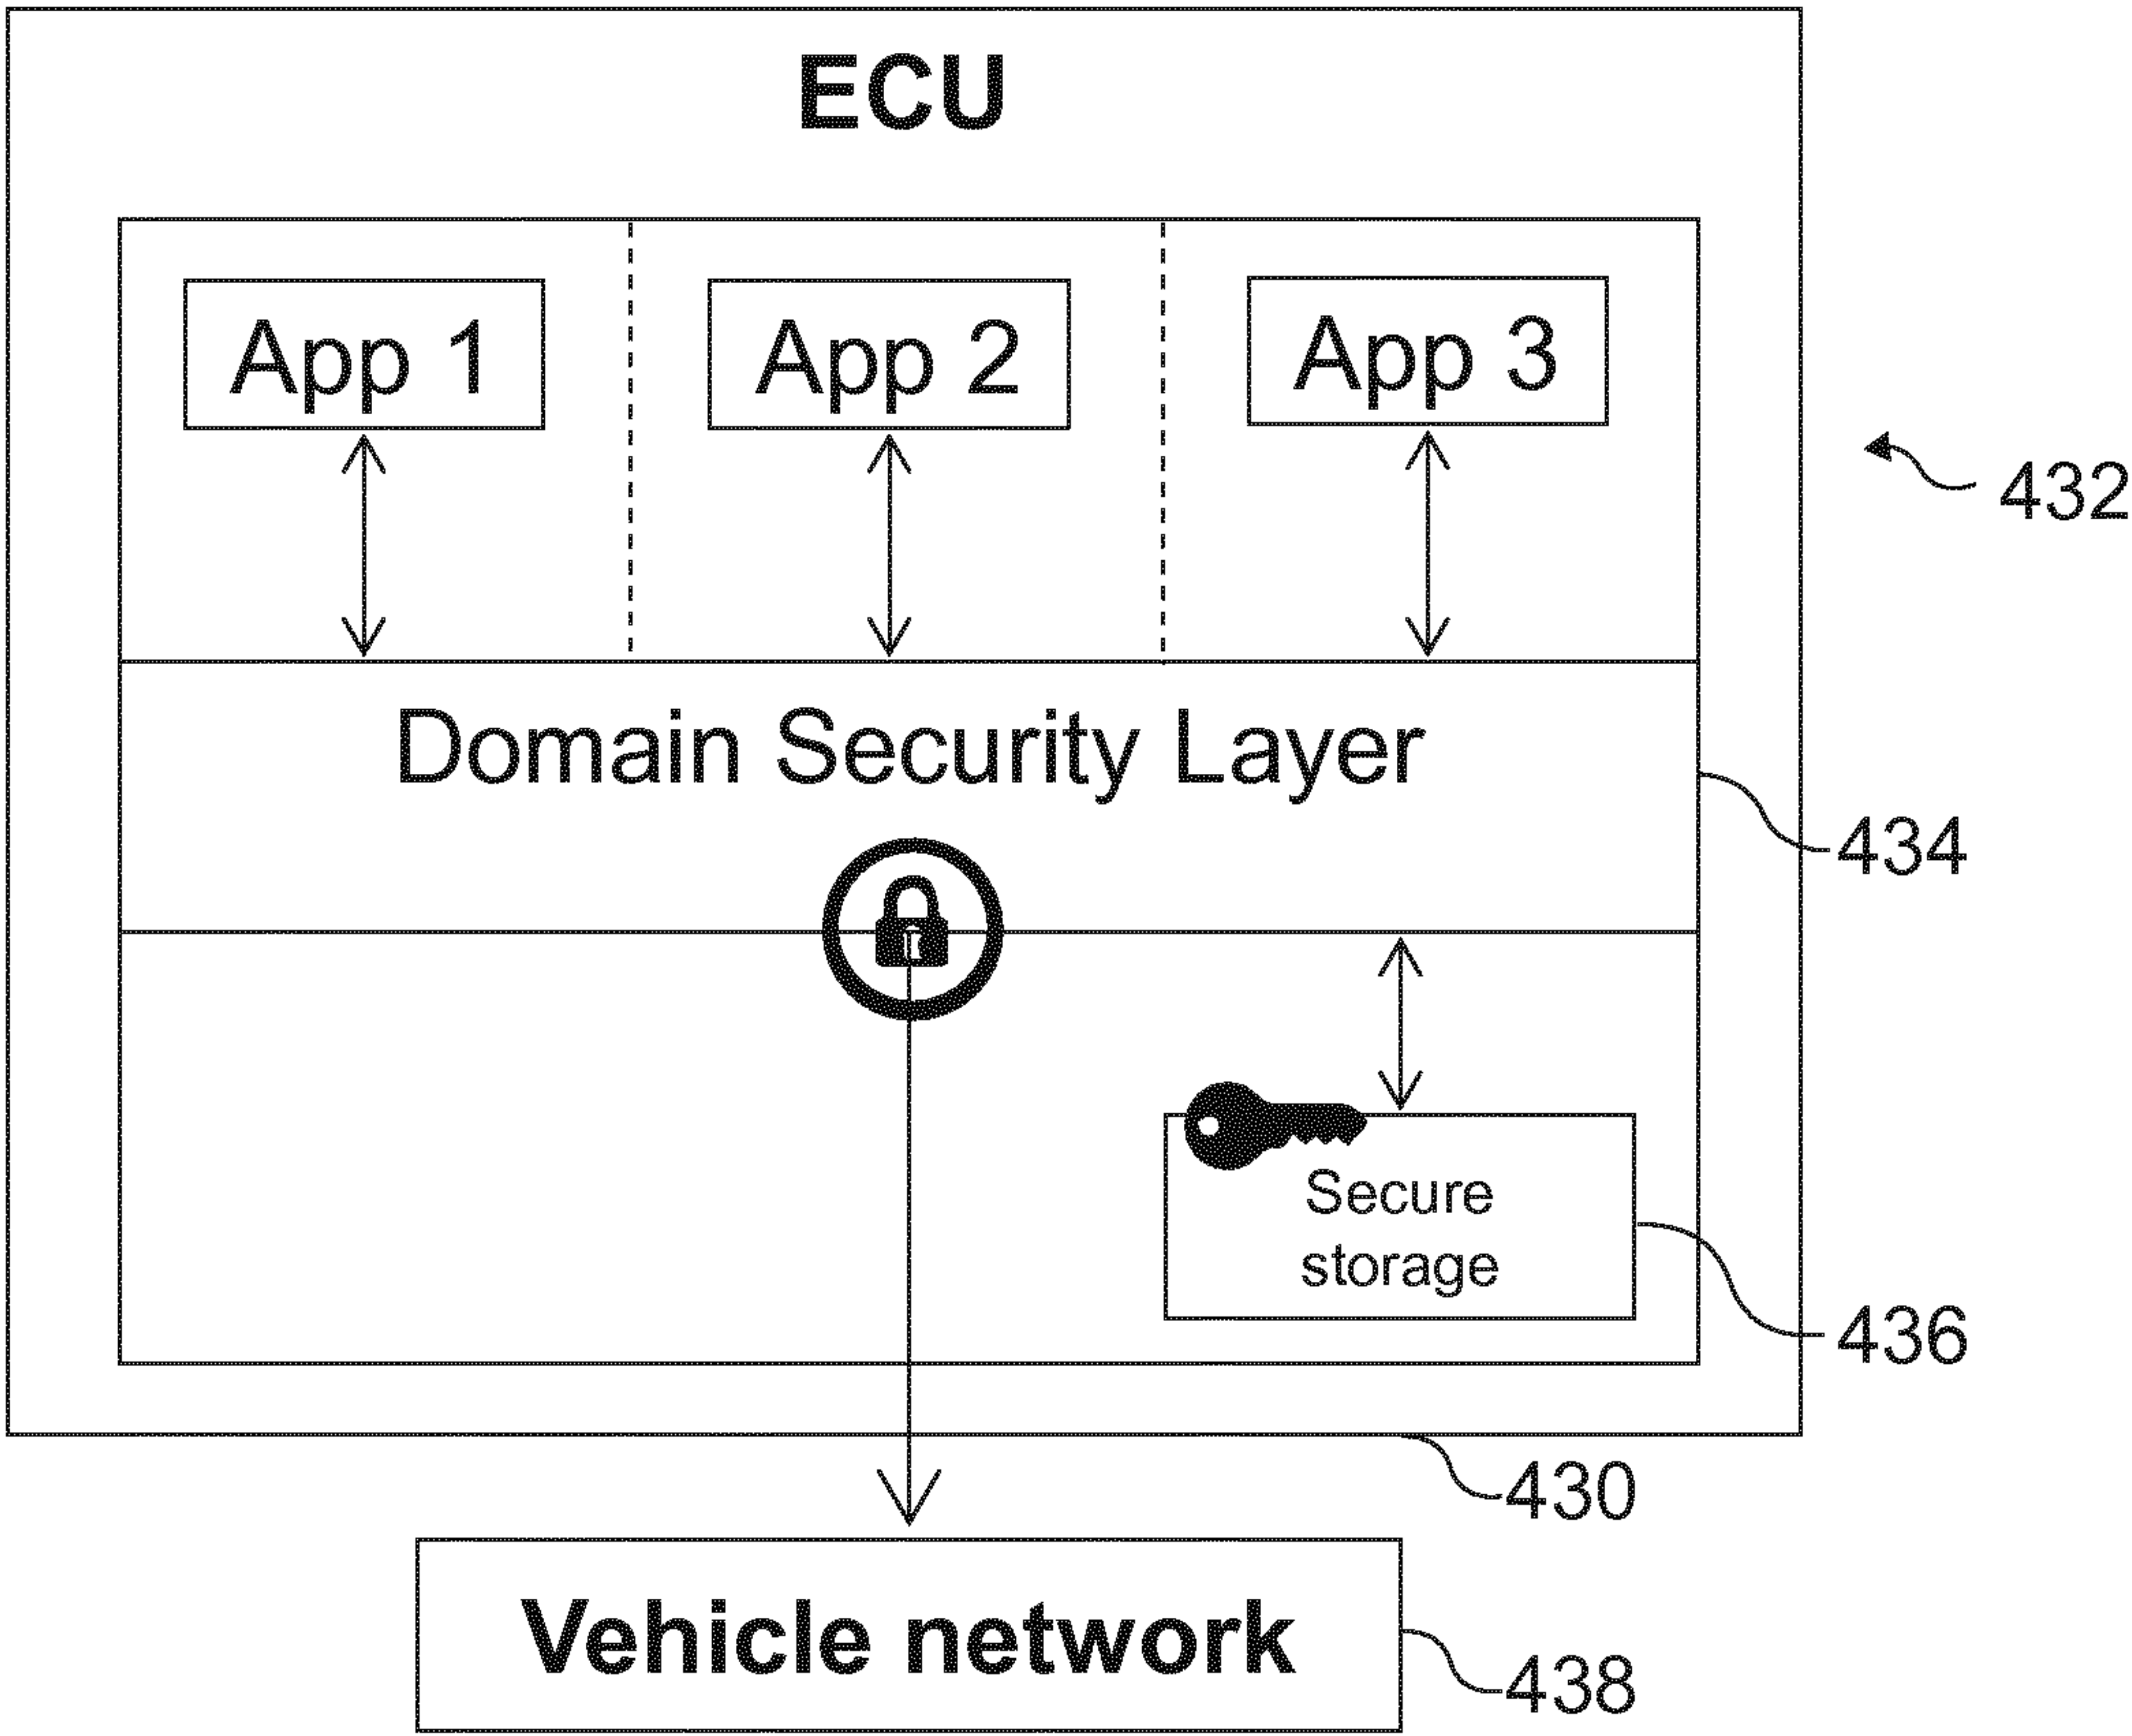 ECU
App 1
App 2
App 3
432
Domain Security Layer
434
Secure
storage
436
430
Vehicle network
438